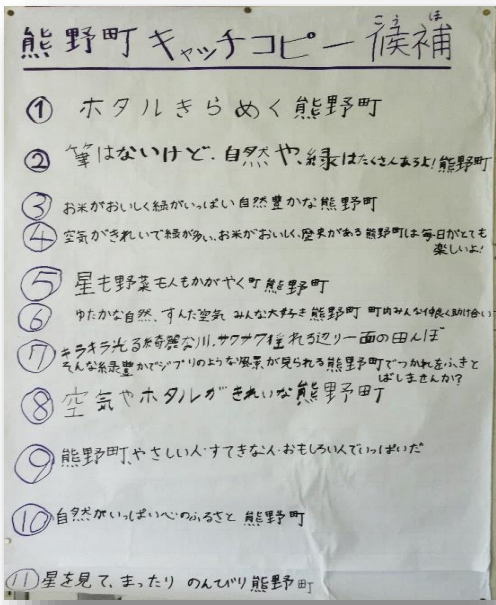 熊野町キャッチコピー候補
こうほ
① ホタルきらめく熊野町
② 筆はないけど、自然や、緑はたくさんあるよ!熊野町
③ お米がおいしく緑がいっぱい自然豊かな熊野町
④ 空気がきれいで緑が多い、お米がおいしく、歴史がある熊野町は毎日がとても
楽しいよ!
⑤ 星も野菜も人もかがやく町熊野町
⑥ ゆたかな自然、すんだ空気 みんな大好き熊野町 町内みんな仲良く助け合い
⑦ キラキラ光る綺麗な川、サワサワ揺れる辺り一面の田んぼ
そんな緑豊かでジブリのような風景が見られる熊野町でつかれをふきと
ばしませんか?
⑧ 空気やホタルがきれいな熊野町
⑨ 熊野町、やさしい人・すてきな人・おもしろい人でいっぱいだ
⑩ 自然がいっぱい心のふるさと 熊野町
⑪ 星を見て、まったり のんびり熊野町